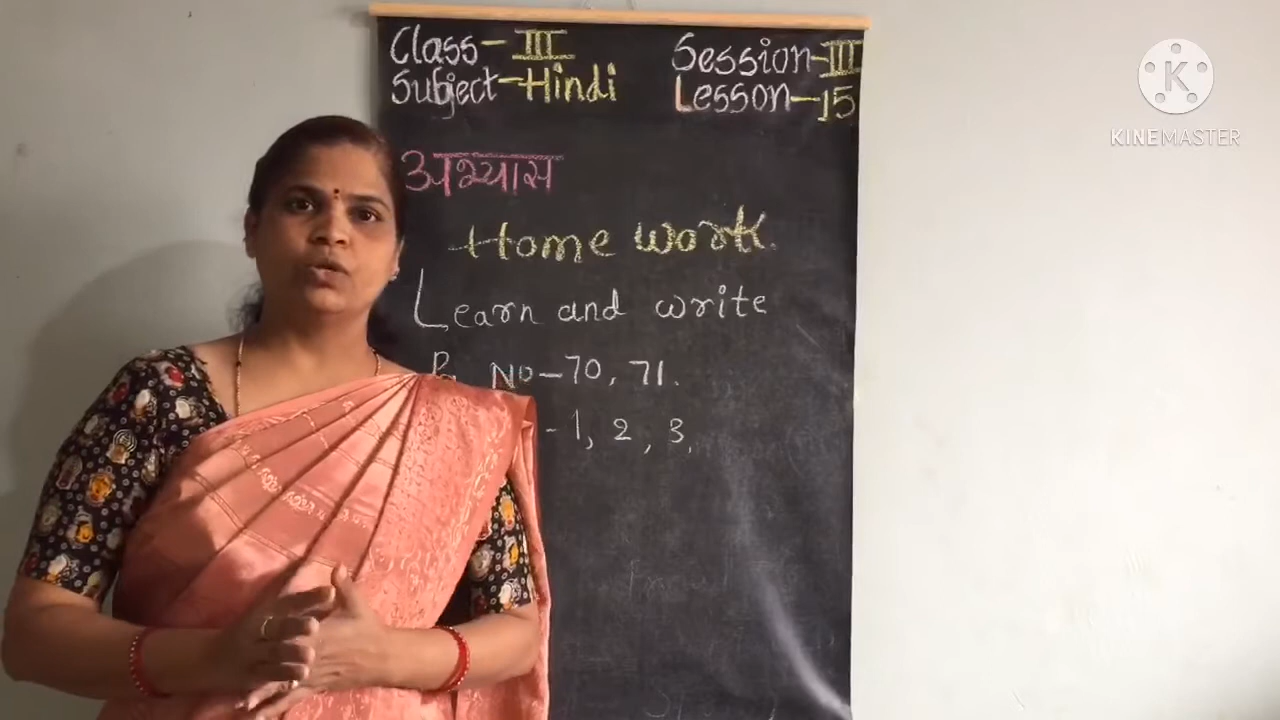 Class-III
Subject-Hindi
Session-III
Lesson-15
अभ्यास
Home work.
Learn and write
P. No-70, 71.
- 1, 2, 3.
K
KINEMASTER